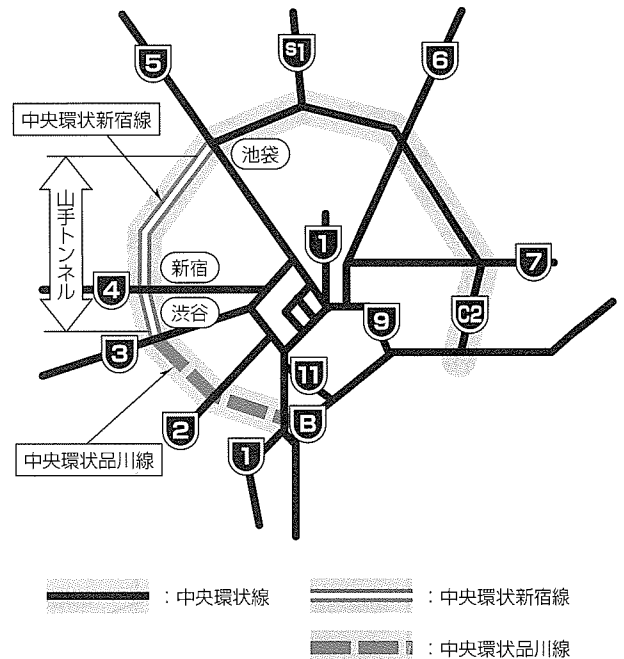 5
S1
6
中央環状新宿線
池袋
山手トンネル
1
新宿
7
4
渋谷
9
C2
3
11
2
B
1
中央環状品川線
：中央環状線
：中央環状新宿線
：中央環状品川線